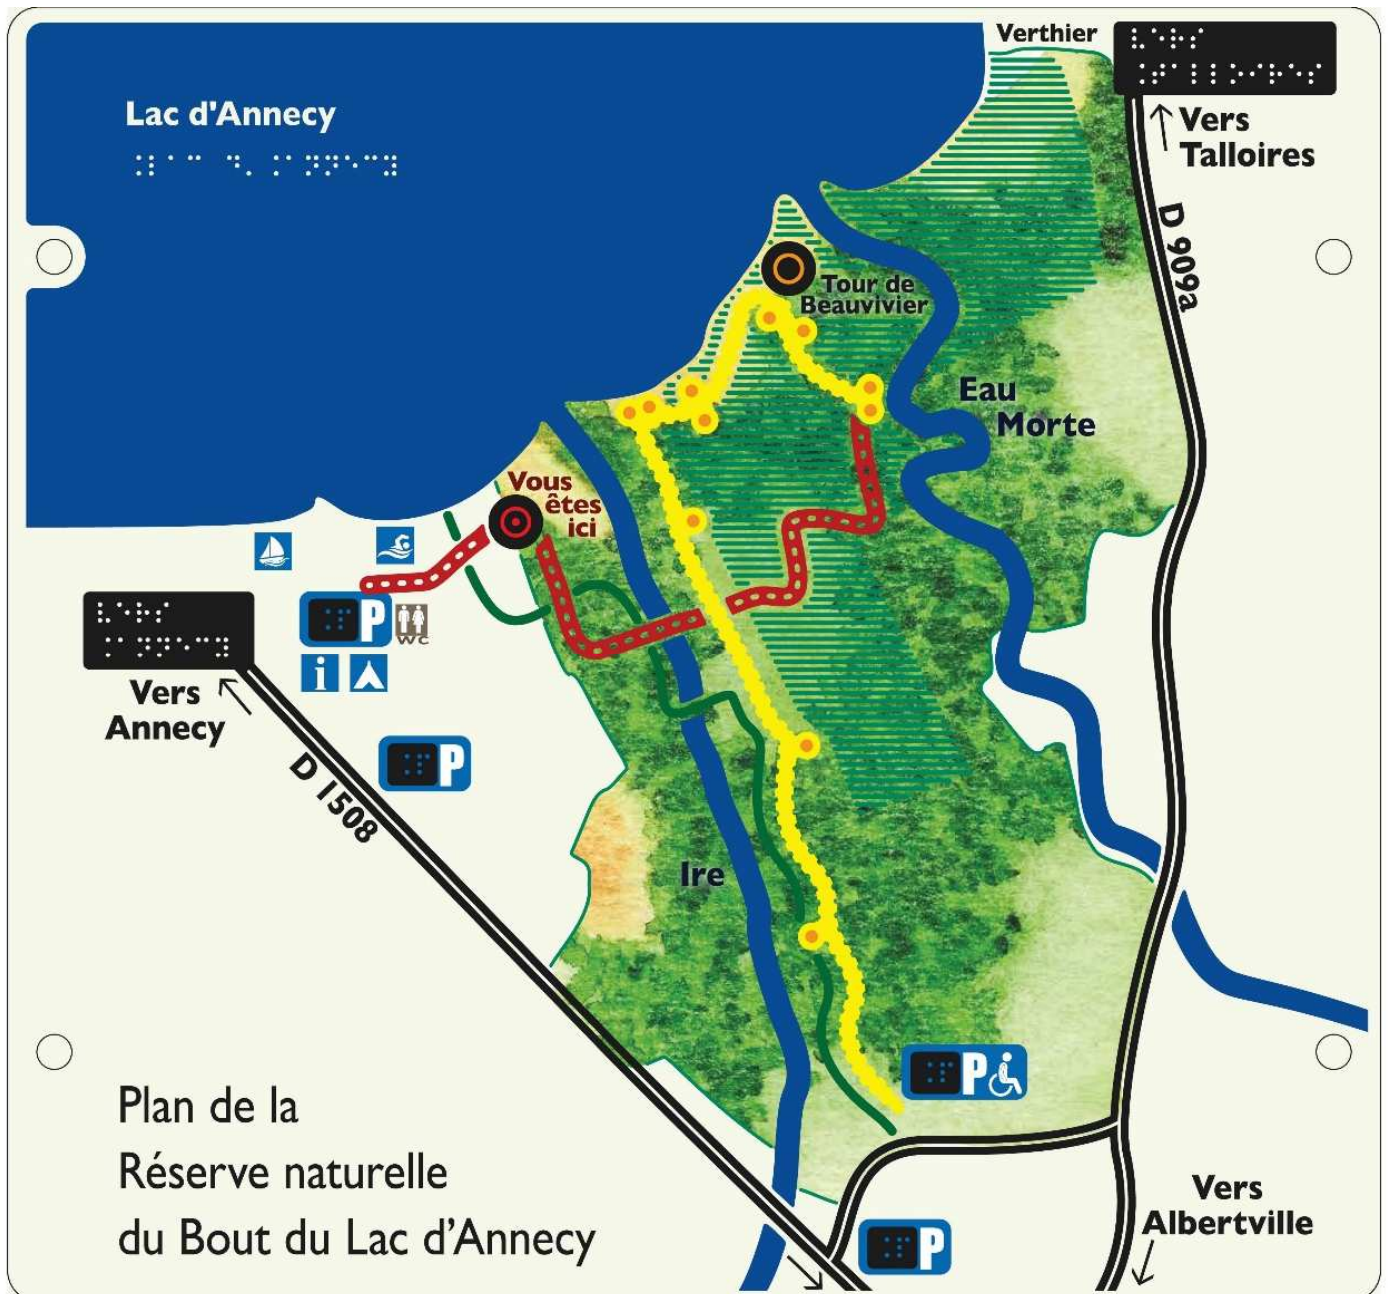 Verthier
Lac d'Annecy
Vers
Talloires
D 909a
Tour de
Beauvivier
Eau
Morte
Vous
êtes
ici
P
WC
i
Vers
Annecy
P
D 1508
Ire
P
Plan de la
Réserve naturelle
du Bout du Lac d'Annecy
Vers
Albertville
P